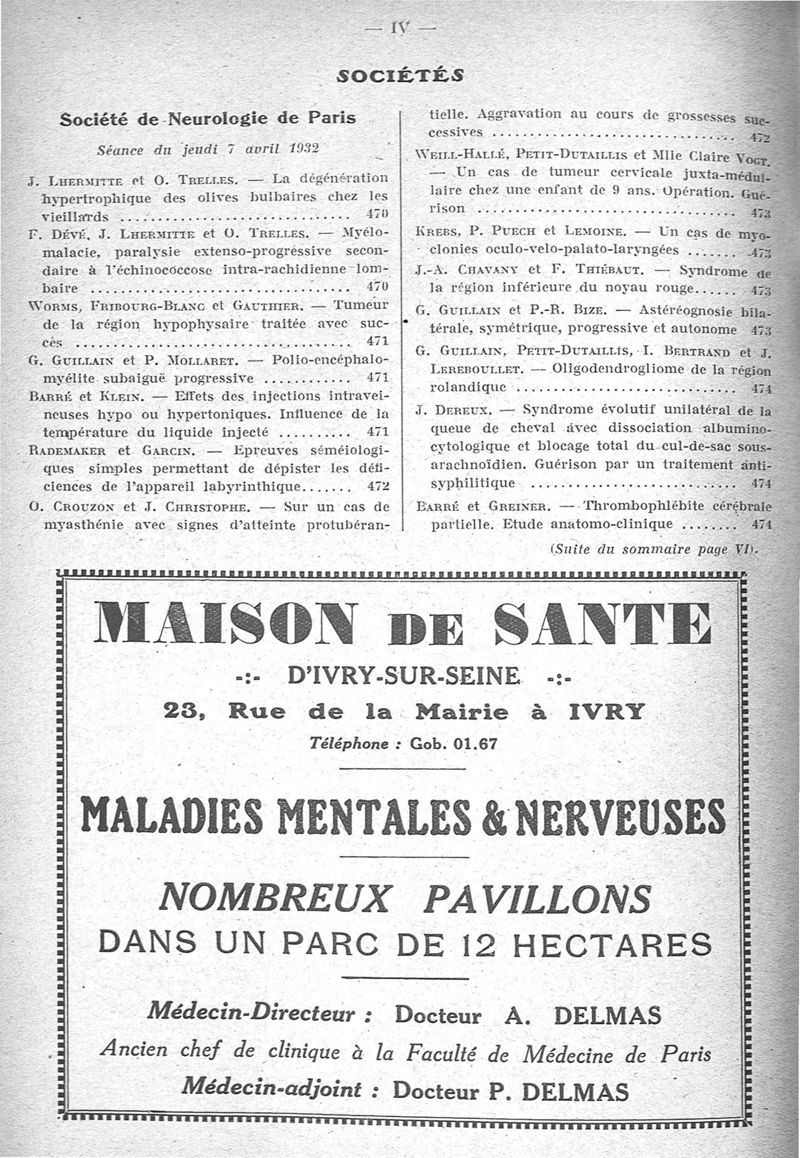 — IV —
SOCIÉTÉS
Société de Neurologie de Paris
Séance du jeudi 7 avril 1932
J. LHERMITTE et O. TRELLES. — La dégénération
hypertrophique des olives bulbaires chez les
vieillards .............................. 470
F. DÉVÉ, J. LHERMITTE et O. TRELLES. — Myélo-
malacie, paralysie extenso-progressive secon-
daire à l'échinococcose intra-rachidienne lom-
baire .................................. 470
WORMS, FRIBOURG-BLANC et GAUTHIER. — Tumeur
de la région hypophysaire traitée avec suc-
cès .................................... 471
G. GUILLAIN et P. MOLLARET. — Polio-encéphalo-
myélite subaiguë progressive ............ 471
BARRÉ et KLEIN. — Effets des injections intravei-
neuses hypo ou hypertoniques. Influence de la
température du liquide injecté .......... 471
RADEMAKER et GARCIN. — Epreuves séméiologi-
ques simples permettant de dépister les défi-
ciences de l'appareil labyrinthique....... 472
O. CROUZON et J. CHRISTOPHE. — Sur un cas de
myasthénie avec signes d'atteinte protubéran-
tielle. Aggravation au cours de grossesses suc-
cessives ................................ 472
WEILL-HALLÉ, PETIT-DUTAILLIS et Mlle Claire VOGT.
— Un cas de tumeur cervicale juxta-médul-
laire chez une enfant de 9 ans. Opération. Gué-
rison .................................. 473
KREBS, P. PUECH et LEMOINE. — Un cas de myo-
clonies oculo-velo-palato-laryngées ....... 473
J.-A. CHAVANY et F. THIÉBAUT. — Syndrome de
la région inférieure du noyau rouge...... 473
G. GUILLAIN et P.-R. BIZE. — Astéréognosie bila-
térale, symétrique, progressive et autonome 473
G. GUILLAIN, PETIT-DUTAILLIS, I. BERTRAND et J.
LEREBOULLET. — Oligodendrogliome de la région
rolandique .............................. 474
J. DEREUX. — Syndrome évolutif unilatéral de la
queue de cheval avec dissociation albumino-
cytologique et blocage total du cul-de-sac sous-
arachnoïdien. Guérison par un traitement anti-
syphilitique ............................ 474
BARRÉ et GREINER. — Thrombophlébite cérébrale
partielle. Etude anatomo-clinique ........ 474
(Suite du sommaire page VI).
MAISON DE SANTE
-:- D'IVRY-SUR-SEINE -:-
23, Rue de la Mairie à IVRY
Téléphone : Gob. 01.67
MALADIES MENTALES & NERVEUSES
NOMBREUX PAVILLONS
DANS UN PARC DE 12 HECTARES
Médecin-Directeur : Docteur A. DELMAS
Ancien chef de clinique à la Faculté de Médecine de Paris
Médecin-adjoint : Docteur P. DELMAS